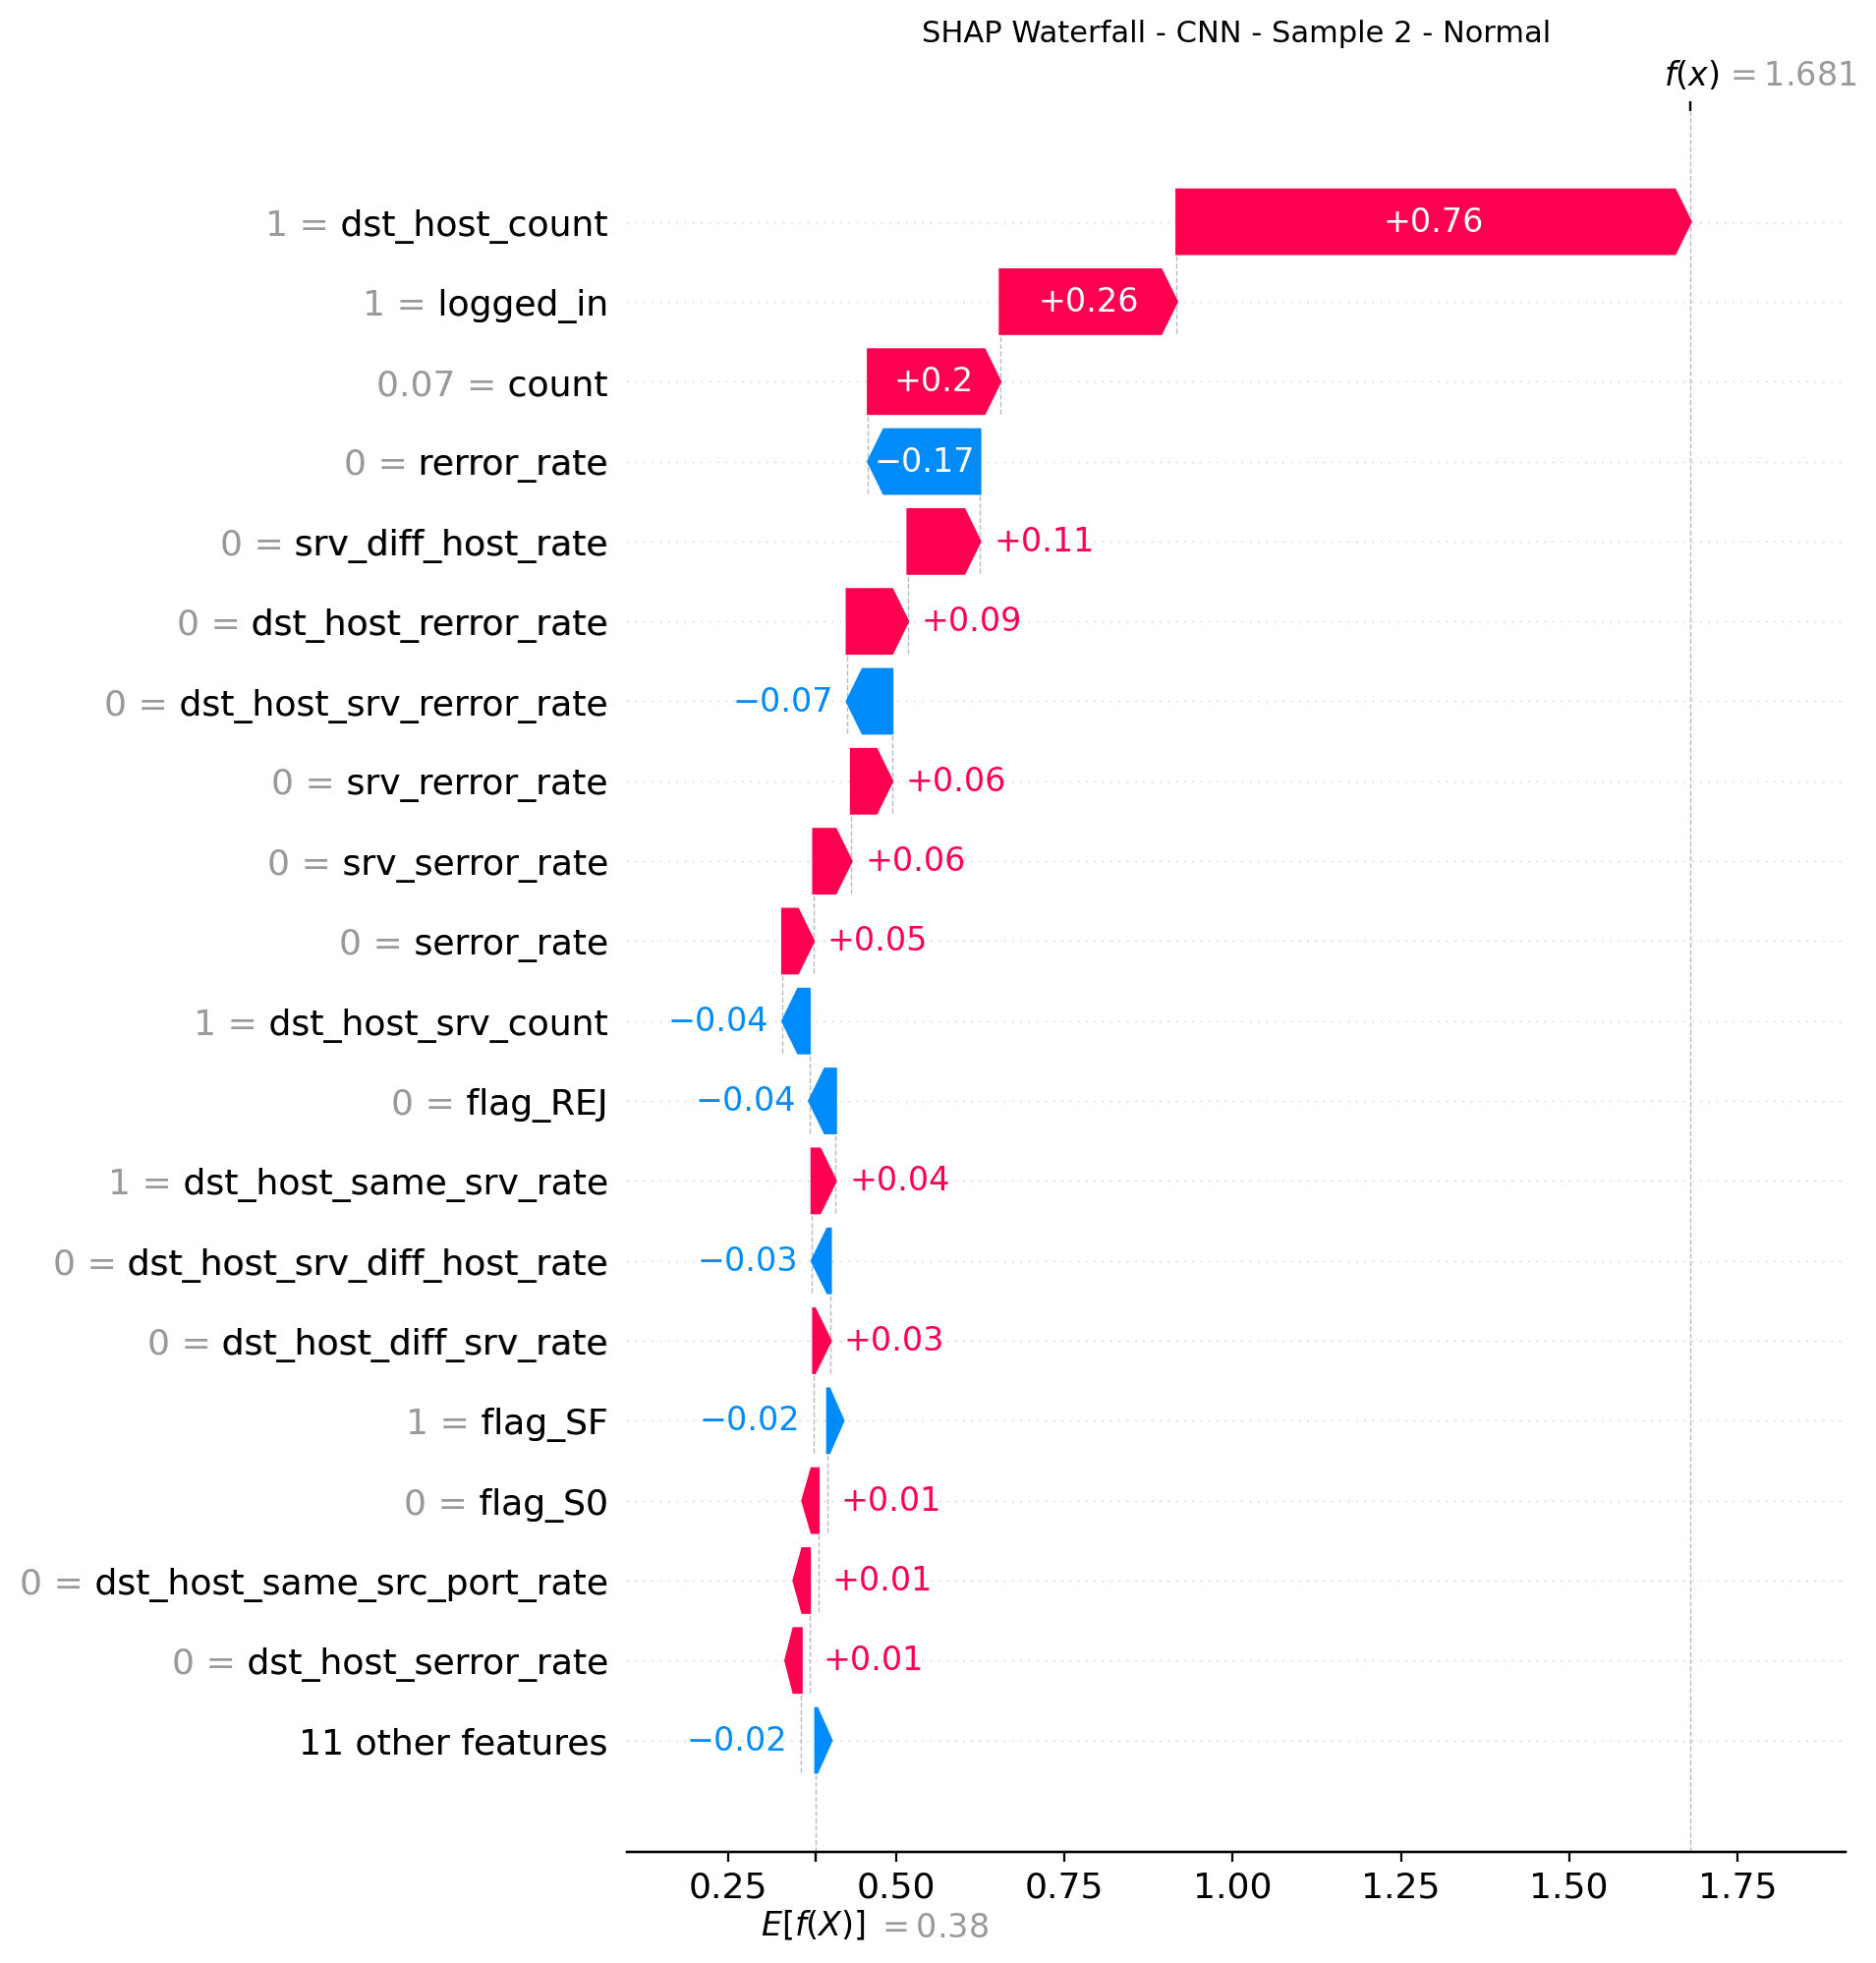 SHAP Waterfall - CNN - Sample 2 - Normal
f(x) = 1.681
1 = dst_host_count +0.76
1 = logged_in +0.26
0.07 = count +0.2
0 = rerror_rate −0.17
0 = srv_diff_host_rate +0.11
0 = dst_host_rerror_rate +0.09
0 = dst_host_srv_rerror_rate −0.07
0 = srv_rerror_rate +0.06
0 = srv_serror_rate +0.06
0 = serror_rate +0.05
1 = dst_host_srv_count −0.04
0 = flag_REJ −0.04
1 = dst_host_same_srv_rate +0.04
0 = dst_host_srv_diff_host_rate −0.03
0 = dst_host_diff_srv_rate +0.03
1 = flag_SF −0.02
0 = flag_S0 +0.01
0 = dst_host_same_src_port_rate +0.01
0 = dst_host_serror_rate +0.01
11 other features −0.02
0.25 0.50 0.75 1.00 1.25 1.50 1.75
E[f(X)] = 0.38